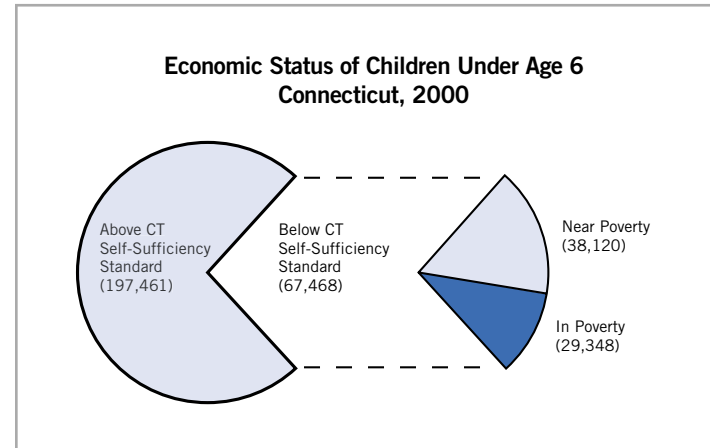 Economic Status of Children Under Age 6
Connecticut, 2000
Above CT
Self-Sufficiency
Standard
(197,461)
Below CT
Self-Sufficiency
Standard
(67,468)
Near Poverty
(38,120)
In Poverty
(29,348)